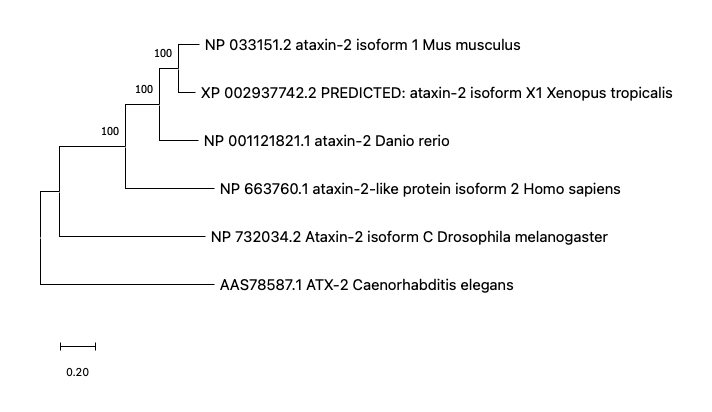 100
NP 033151.2 ataxin-2 isoform 1 Mus musculus
100
XP 002937742.2 PREDICTED: ataxin-2 isoform X1 Xenopus tropicalis
100
NP 001121821.1 ataxin-2 Danio rerio
NP 663760.1 ataxin-2-like protein isoform 2 Homo sapiens
NP 732034.2 Ataxin-2 isoform C Drosophila melanogaster
AAS78587.1 ATX-2 Caenorhabditis elegans
0.20